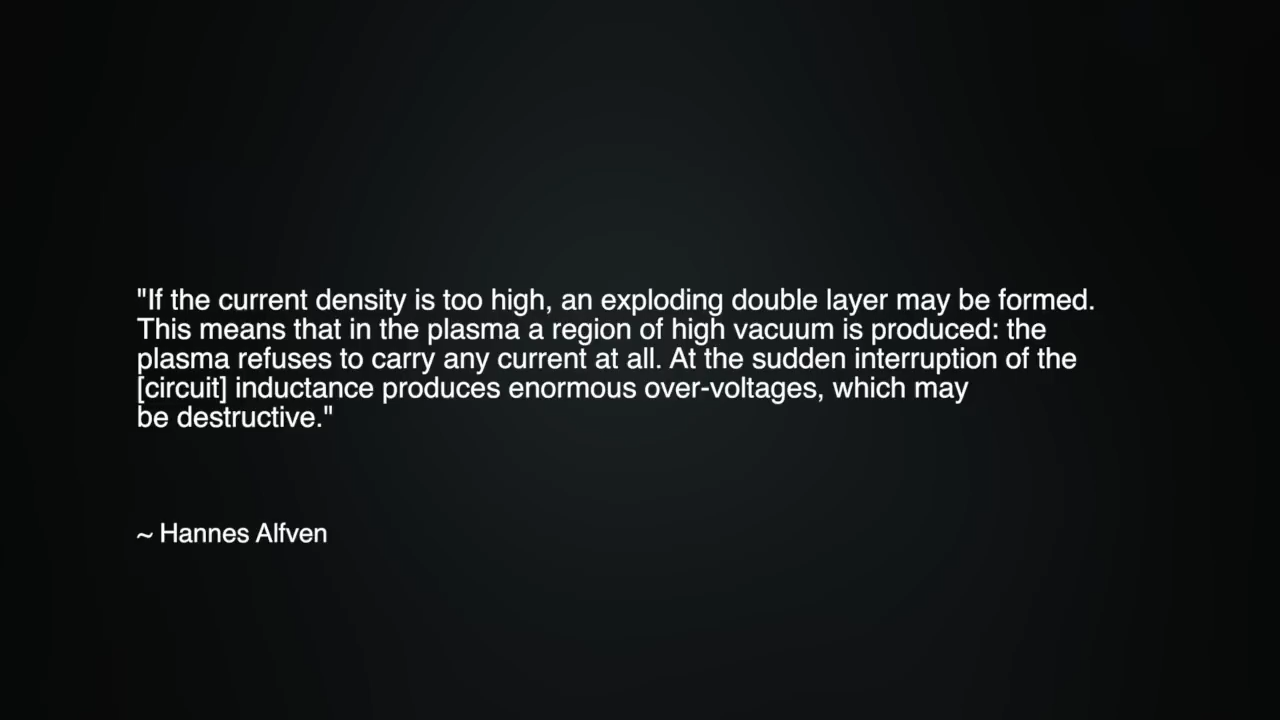 "If the current density is too high, an exploding double layer may be formed.
This means that in the plasma a region of high vacuum is produced: the
plasma refuses to carry any current at all. At the sudden interruption of the
[circuit] inductance produces enormous over-voltages, which may
be destructive."
~ Hannes Alfven